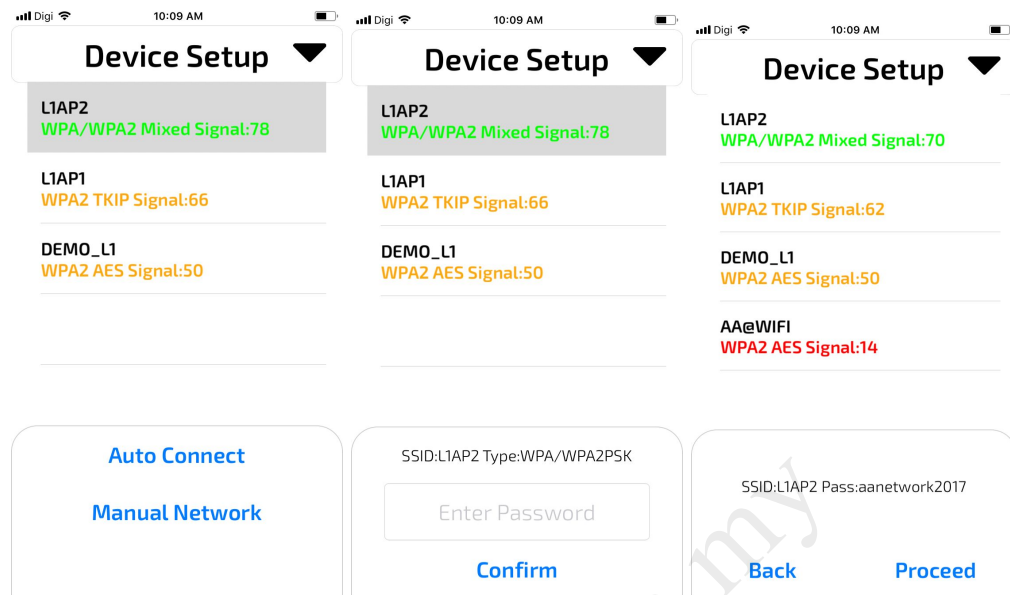 Digi 10:09 AM
Device Setup
L1AP2
WPA/WPA2 Mixed Signal:78
L1AP1
WPA2 TKIP Signal:66
DEMO_L1
WPA2 AES Signal:50
Auto Connect
Manual Network
Digi 10:09 AM
Device Setup
L1AP2
WPA/WPA2 Mixed Signal:78
L1AP1
WPA2 TKIP Signal:66
DEMO_L1
WPA2 AES Signal:50
SSID:L1AP2 Type:WPA/WPA2PSK
Enter Password
Confirm
Digi 10:09 AM
Device Setup
L1AP2
WPA/WPA2 Mixed Signal:70
L1AP1
WPA2 TKIP Signal:62
DEMO_L1
WPA2 AES Signal:50
AA@WIFI
WPA2 AES Signal:14
SSID:L1AP2 Pass:aanetwork2017
Back Proceed
my